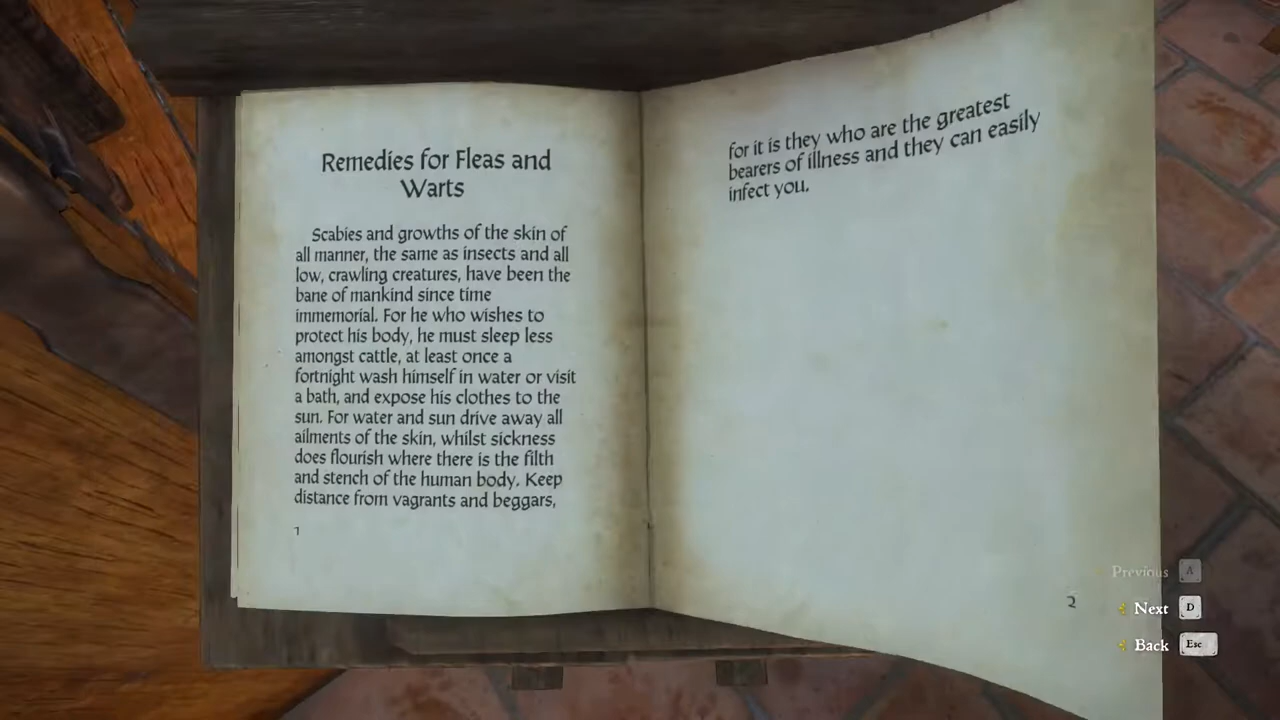 Remedies for Fleas and
Warts
Scabies and growths of the skin of
all manner, the same as insects and all
low, crawling creatures, have been the
bane of mankind since time
immemorial. For he who wishes to
protect his body, he must sleep less
amongst cattle, at least once a
fortnight wash himself in water or visit
a bath, and expose his clothes to the
sun. For water and sun drive away all
ailments of the skin, whilst sickness
does flourish where there is the filth
and stench of the human body. Keep
distance from vagrants and beggars,
1
for it is they who are the greatest
bearers of illness and they can easily
infect you.
2
Previous A
Next D
Back Esc